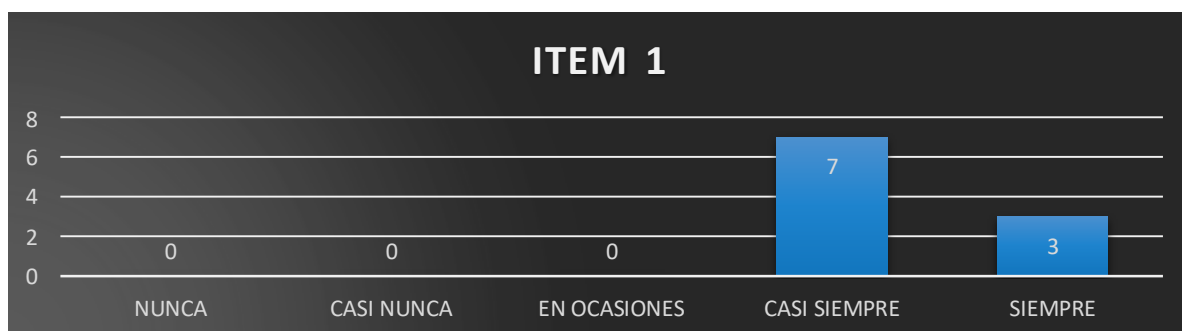 ITEM 1
8
6
4
2
0
0
0
0
7
3
NUNCA
CASI NUNCA
EN OCASIONES
CASI SIEMPRE
SIEMPRE